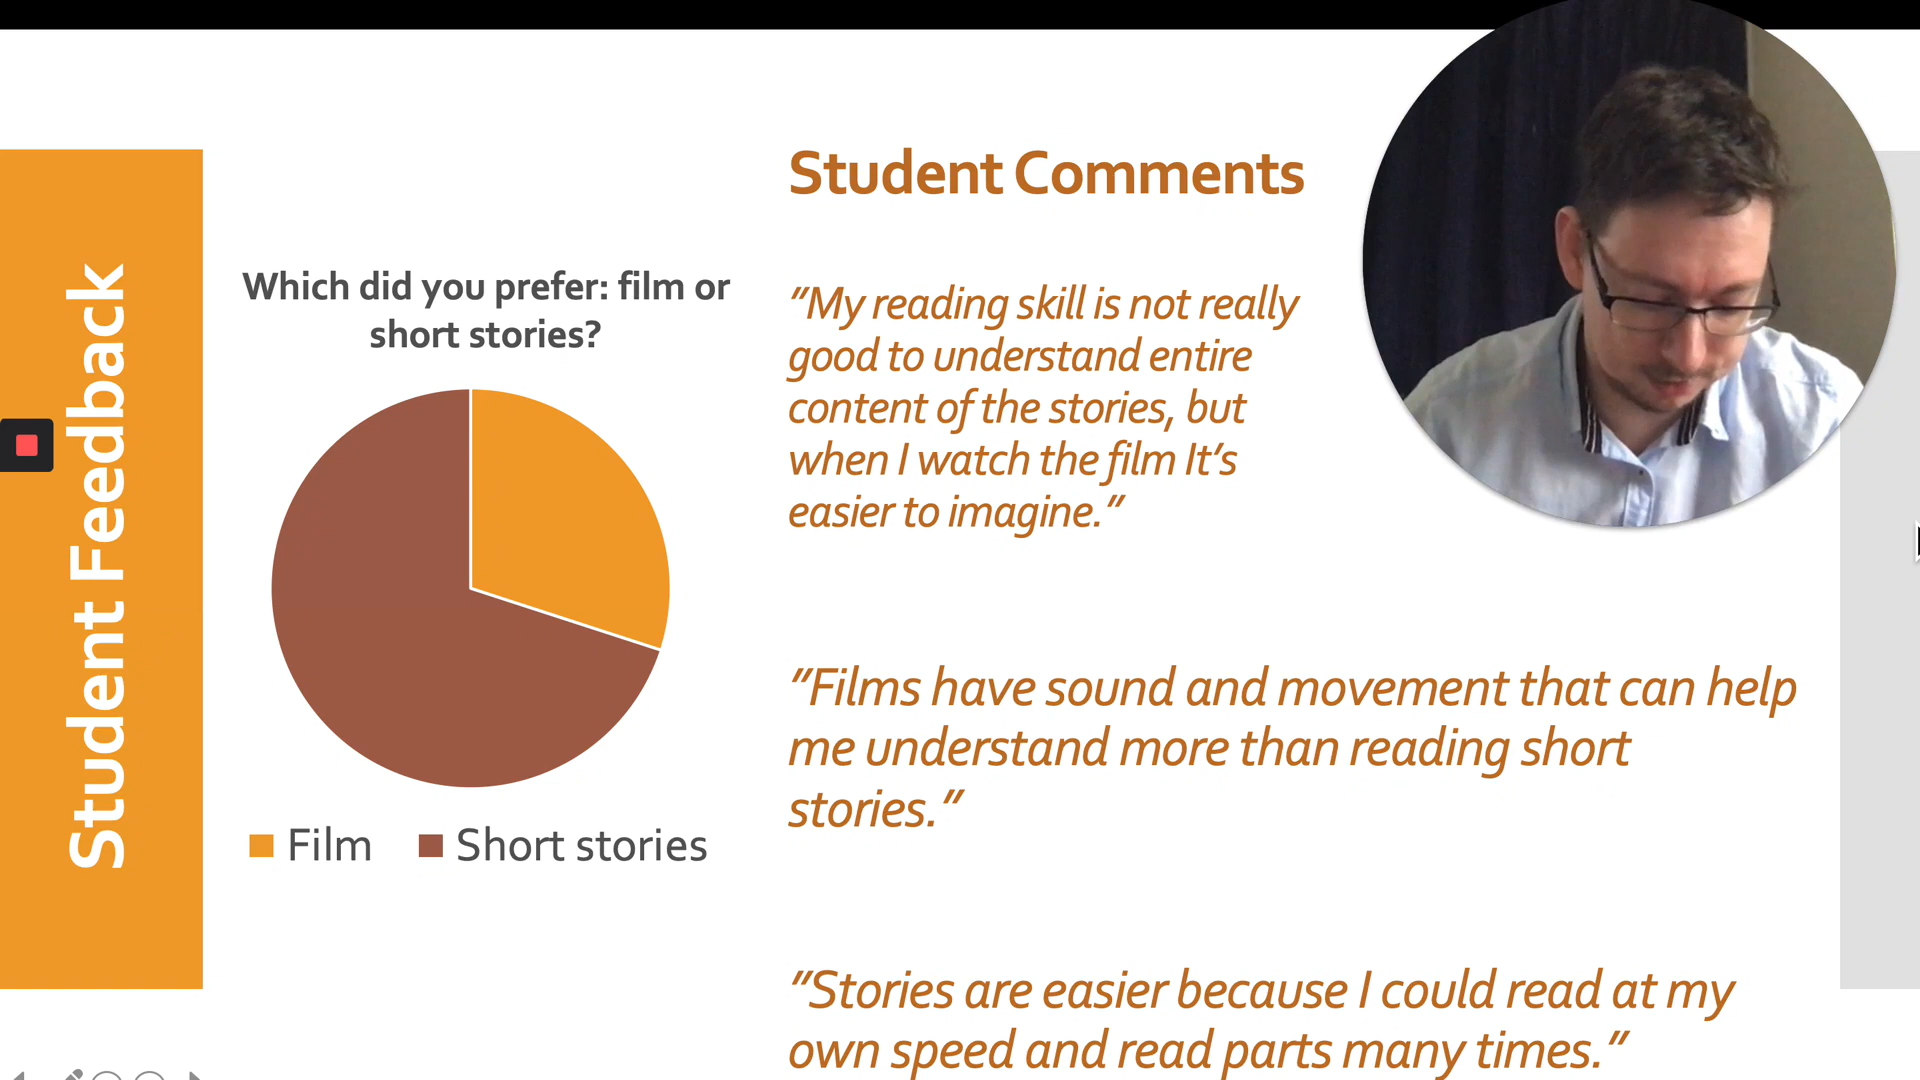 Student Feedback
Which did you prefer: film or
short stories?
Film
Short stories
Student Comments
"My reading skill is not really
good to understand entire
content of the stories, but
when I watch the film It's
easier to imagine."
"Films have sound and movement that can help
me understand more than reading short
stories."
"Stories are easier because I could read at my
own speed and read parts many times."